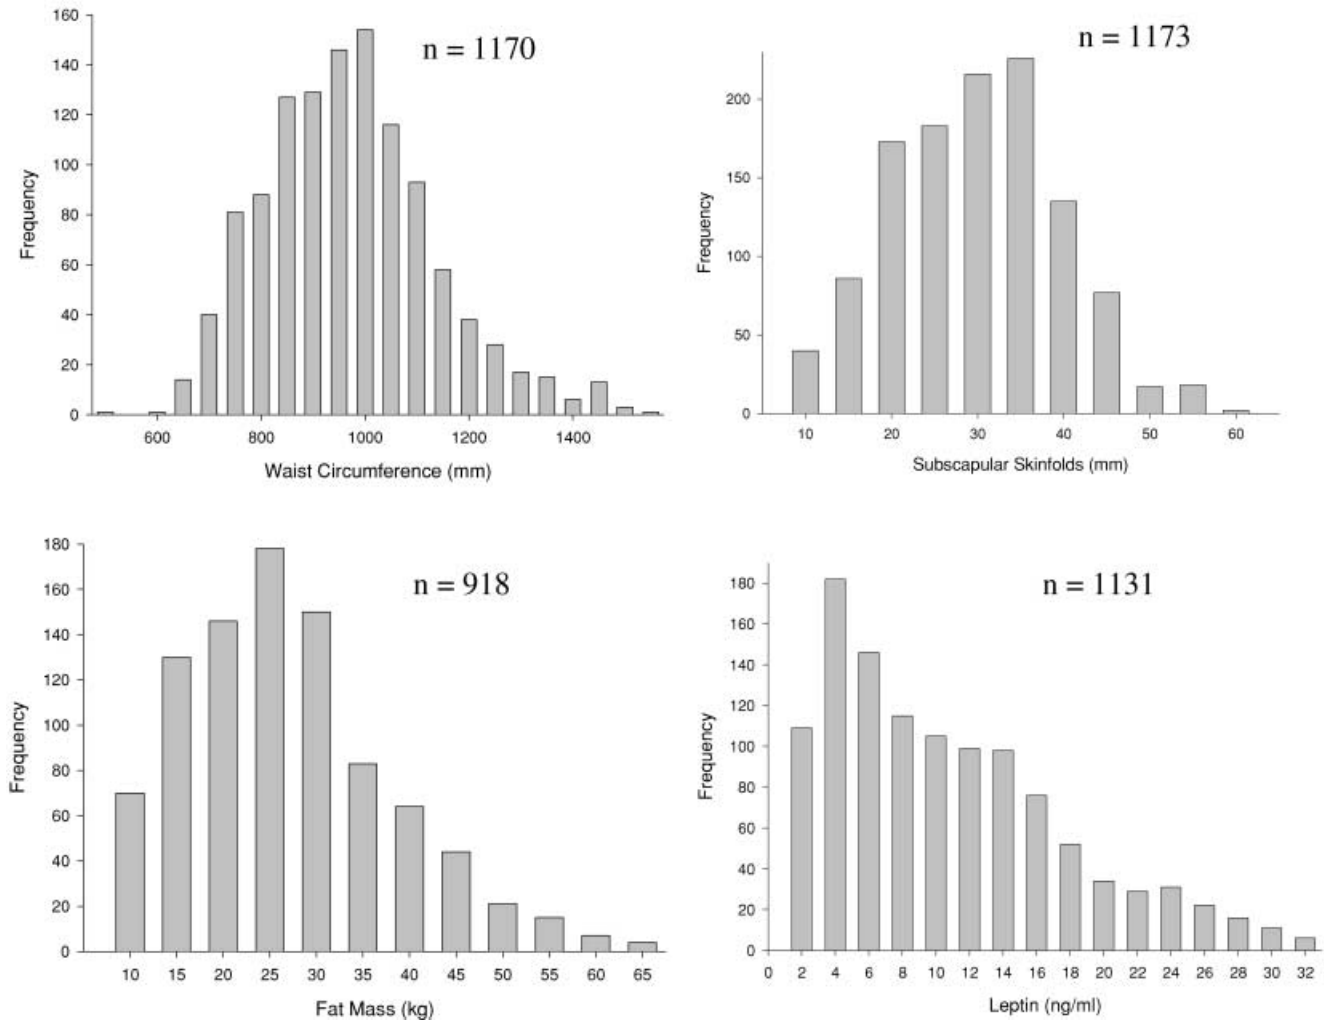 n = 1170
160
140
120
100
80
60
40
20
0
Frequency
600 800 1000 1200 1400
Waist Circumference (mm)
n = 1173
200
150
100
50
0
Frequency
10 20 30 40 50 60
Subscapular Skinfolds (mm)
n = 918
180
160
140
120
100
80
60
40
20
0
Frequency
10 15 20 25 30 35 40 45 50 55 60 65
Fat Mass (kg)
n = 1131
180
160
140
120
100
80
60
40
20
0
Frequency
0 2 4 6 8 10 12 14 16 18 20 22 24 26 28 30 32
Leptin (ng/ml)